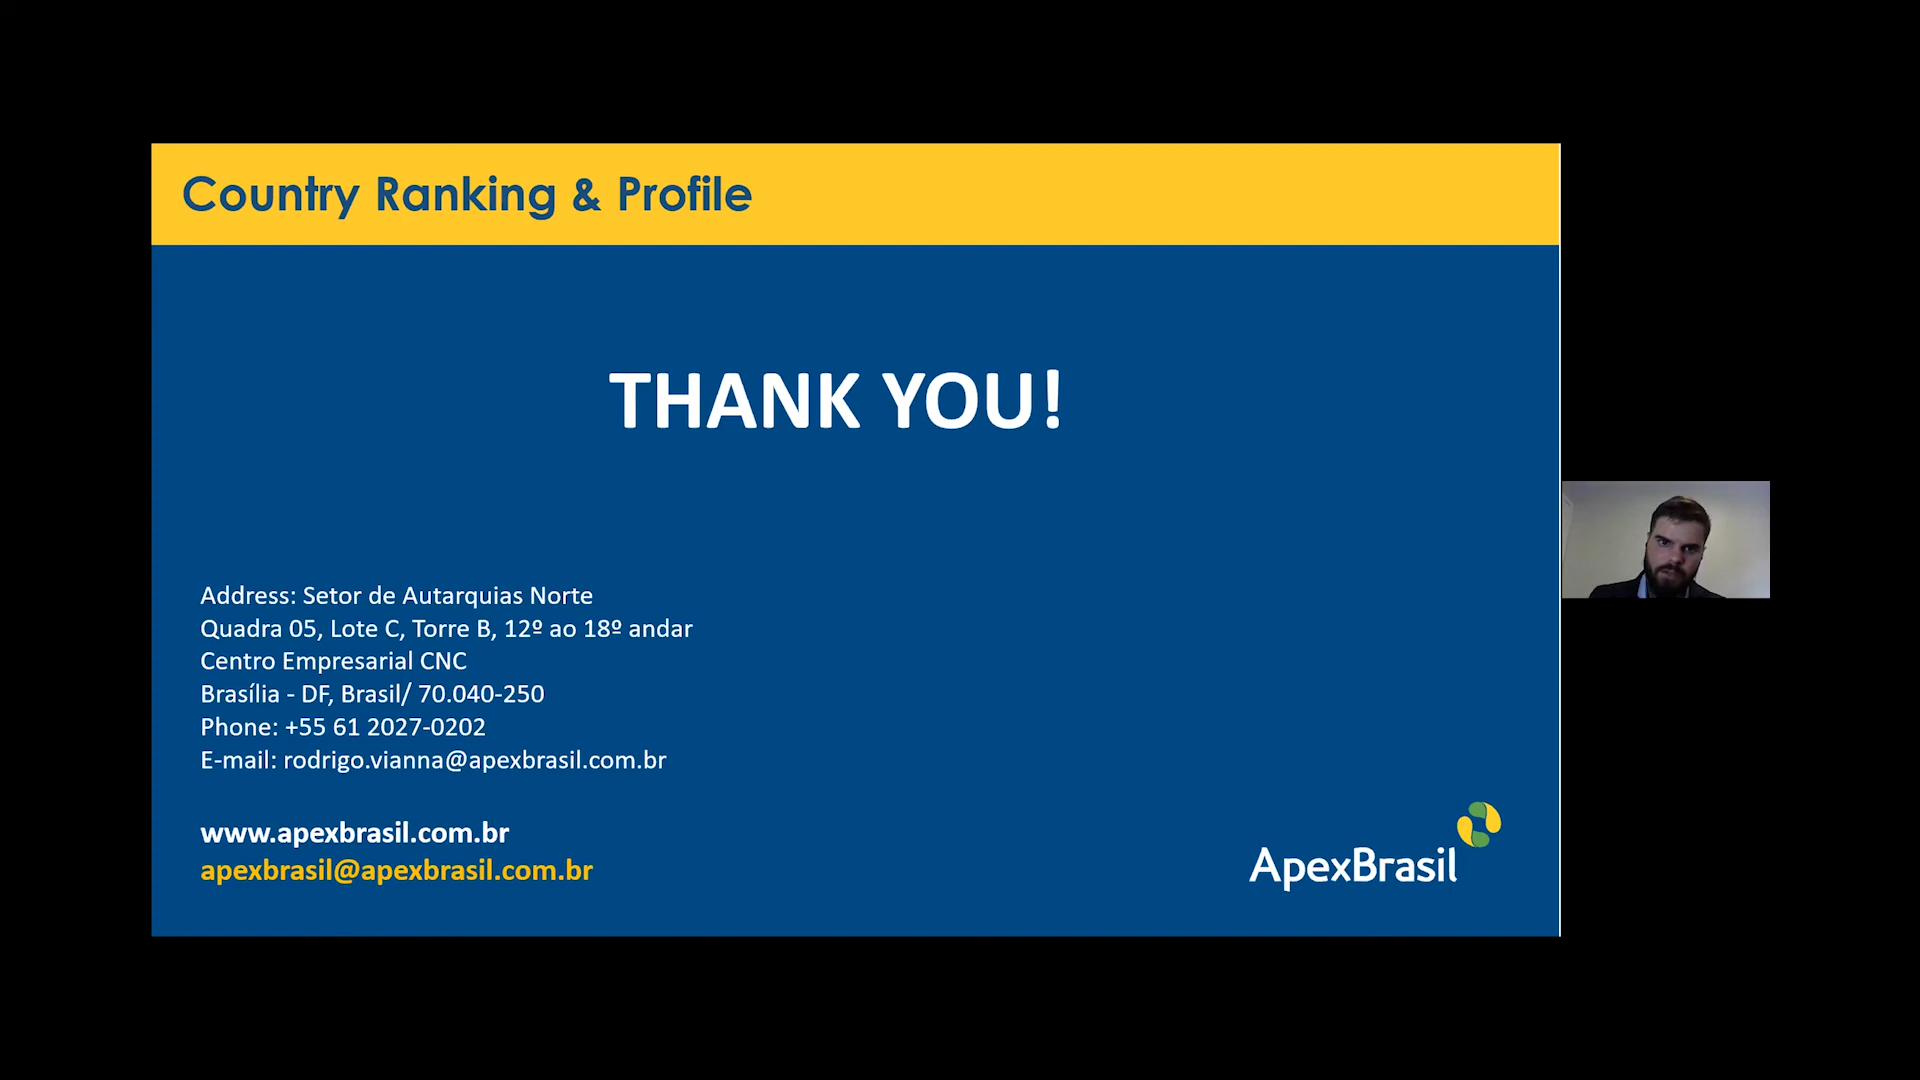 Country Ranking & Profile
THANK YOU!
Address: Setor de Autarquias Norte
Quadra 05, Lote C, Torre B, 12º ao 18º andar
Centro Empresarial CNC
Brasília - DF, Brasil/ 70.040-250
Phone: +55 61 2027-0202
E-mail: rodrigo.vianna@apexbrasil.com.br
www.apexbrasil.com.br
apexbrasil@apexbrasil.com.br
ApexBrasil